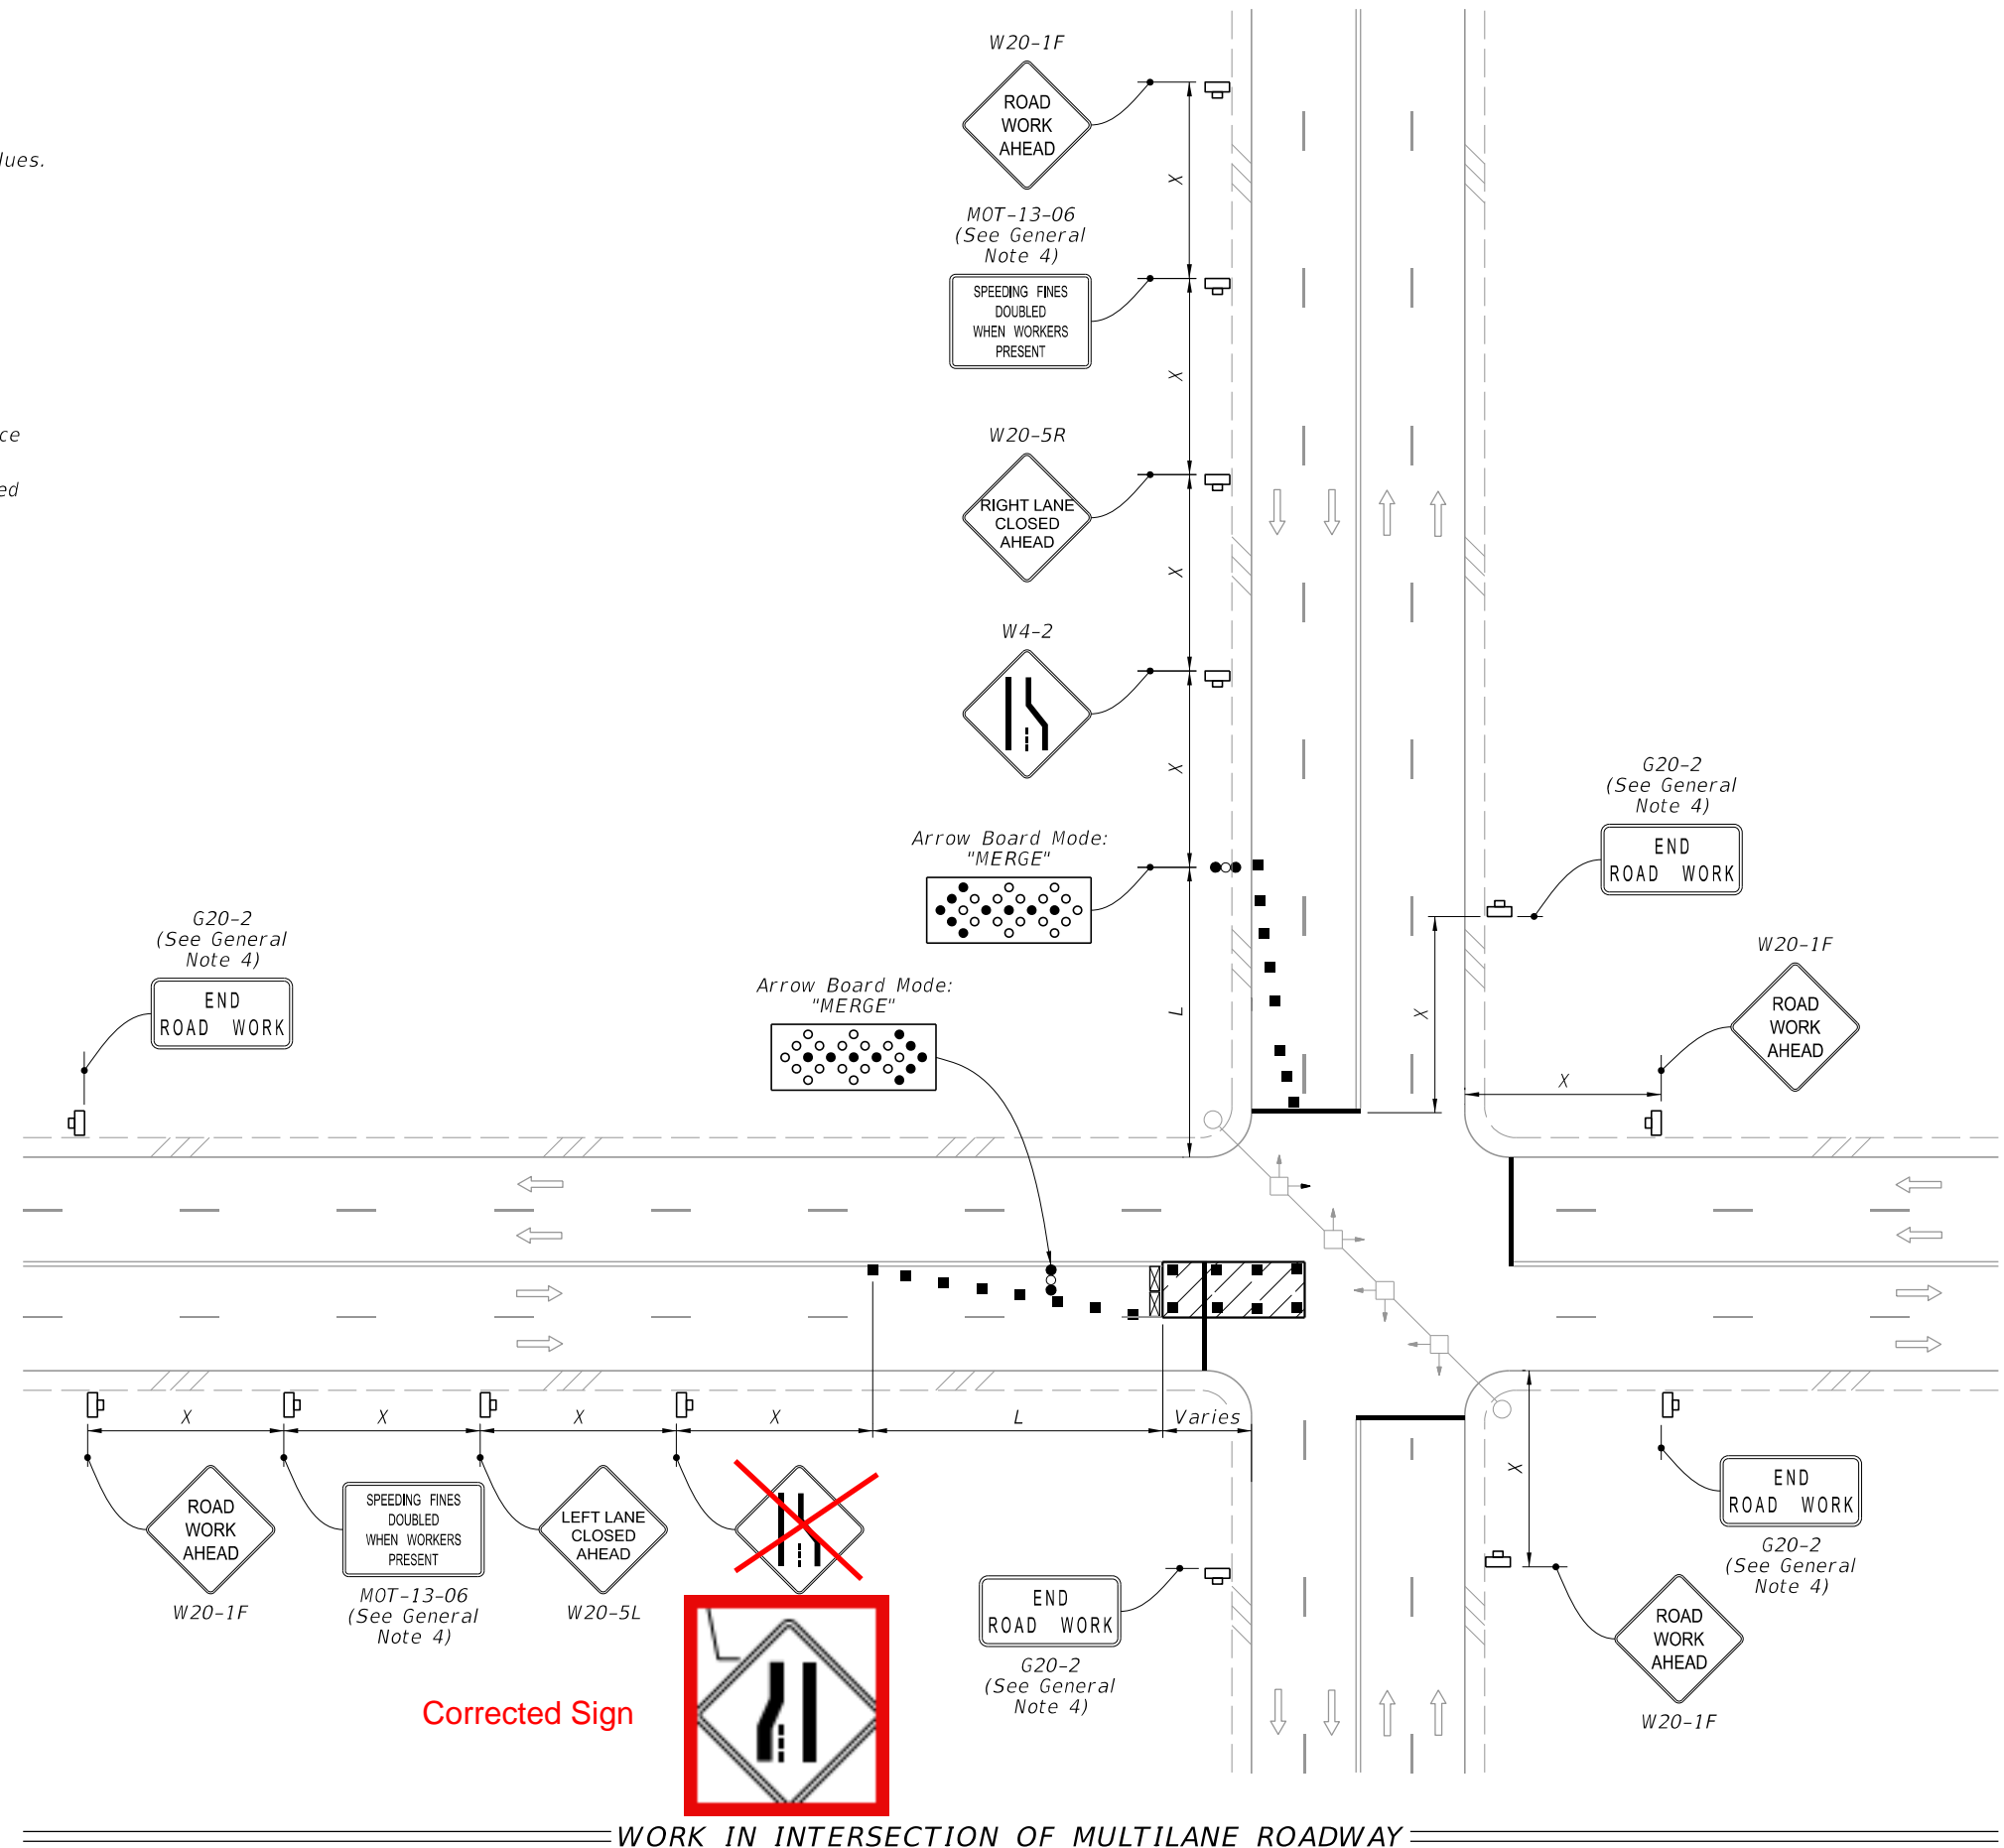 W20-1F
ROAD
WORK
AHEAD
X
lues.
MOT-13-06
(See General
Note 4)
SPEEDING FINES
DOUBLED
WHEN WORKERS
PRESENT
X
ce
ed
W20-5R
RIGHT LANE
CLOSED
AHEAD
X
W4-2
X
Arrow Board Mode:
"MERGE"
G20-2
(See General
Note 4)
END
ROAD WORK
W20-1F
ROAD
WORK
AHEAD
X
X
L
G20-2
(See General
Note 4)
END
ROAD WORK
Arrow Board Mode:
"MERGE"
X
X
X
X
L
Varies
X
ROAD
WORK
AHEAD
W20-1F
SPEEDING FINES
DOUBLED
WHEN WORKERS
PRESENT
MOT-13-06
(See General
Note 4)
LEFT LANE
CLOSED
AHEAD
W20-5L
Corrected Sign
END
ROAD WORK
G20-2
(See General
Note 4)
END
ROAD WORK
G20-2
(See General
Note 4)
ROAD
WORK
AHEAD
W20-1F
WORK IN INTERSECTION OF MULTILANE ROADWAY